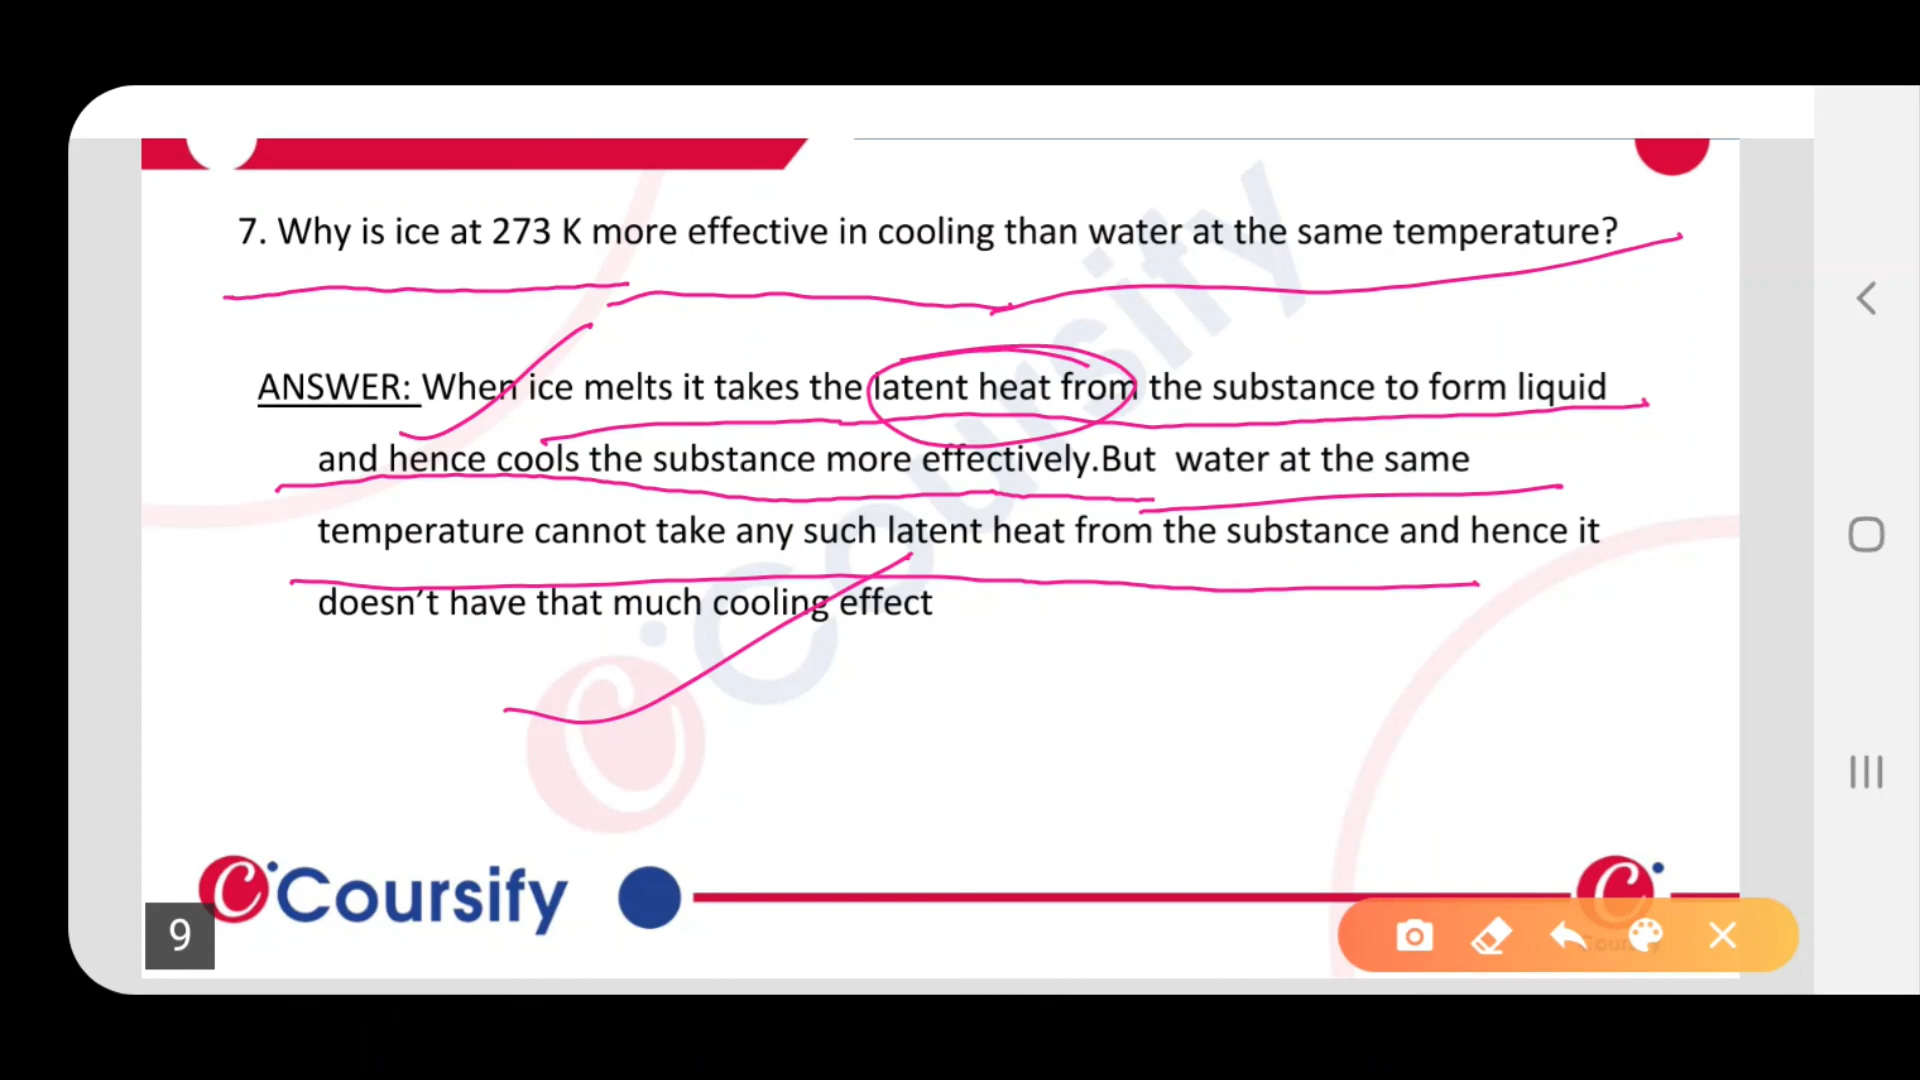 7. Why is ice at 273 K more effective in cooling than water at the same temperature?
ANSWER: When ice melts it takes the latent heat from the substance to form liquid
and hence cools the substance more effectively.But water at the same
temperature cannot take any such latent heat from the substance and hence it
doesn't have that much cooling effect
Coursify
Coursify
9